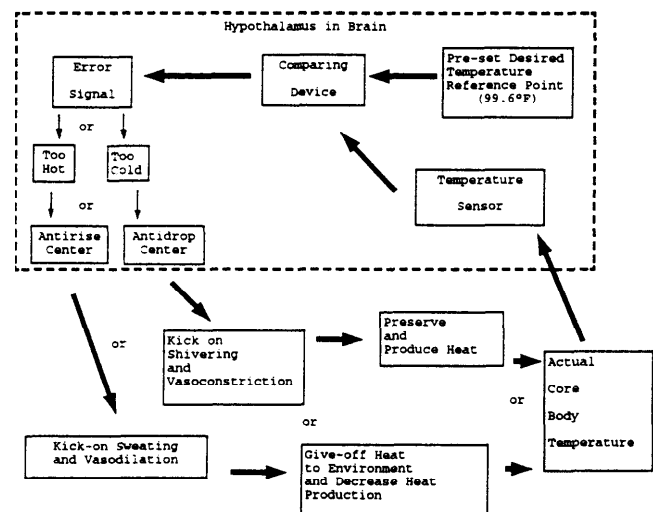 Hypothalamus in Brain
Error
Signal
Comparing
Device
Pre-set Desired
Temperature
Reference Point
(99.6ºF)
or
Too
Hot
Too
Cold
Temperature
Sensor
or
Antirise
Center
Antidrop
Center
or
Kick on
Shivering
and
Vasoconstriction
Preserve
and
Produce Heat
Actual
Core
Body
Temperature
or
or
Kick-on Sweating
and Vasodilation
Give-off Heat
to Environment
and Decrease Heat
Production